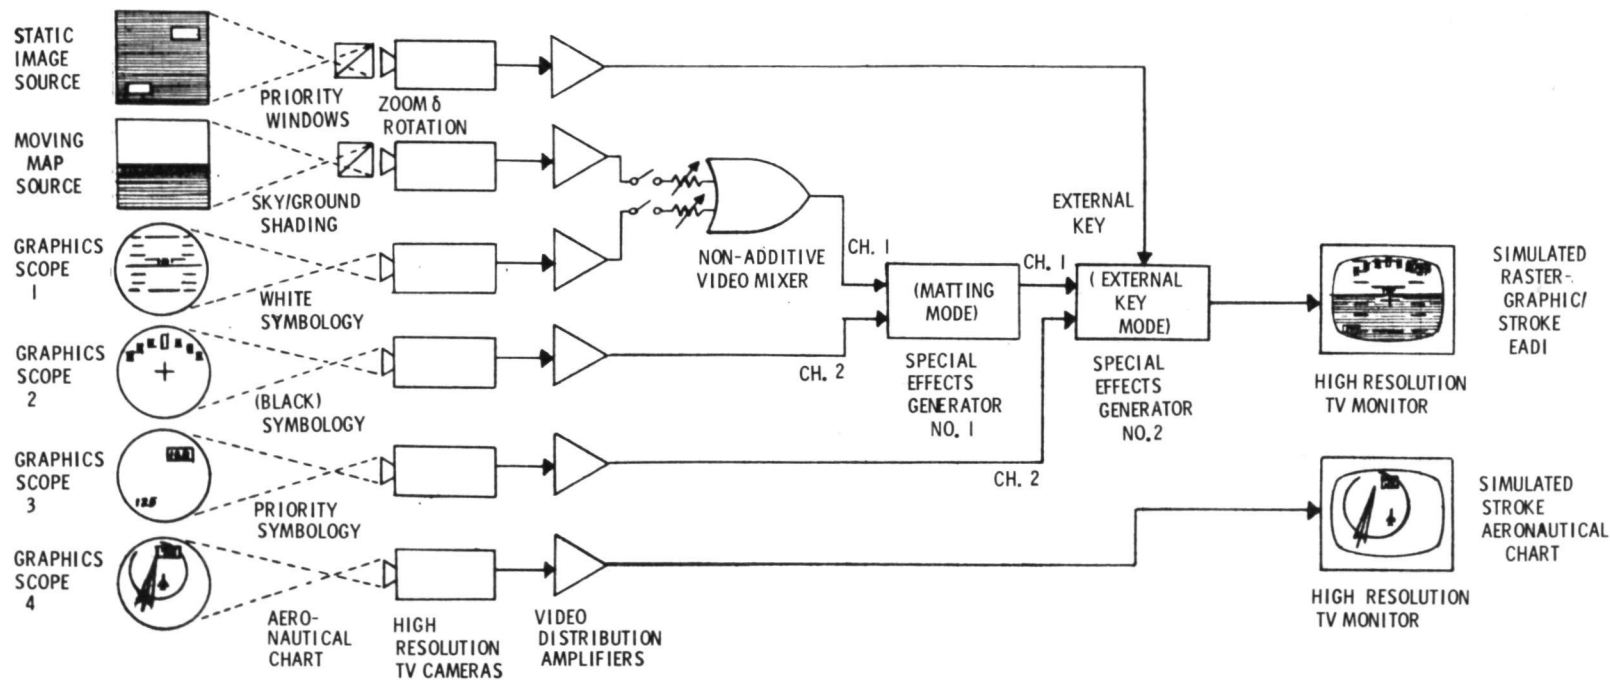 STATIC
IMAGE
SOURCE
PRIORITY
WINDOWS
ZOOM &
ROTATION
MOVING
MAP
SOURCE
SKY/GROUND
SHADING
GRAPHICS
SCOPE
1
WHITE
SYMBOLOGY
GRAPHICS
SCOPE
2
(BLACK)
SYMBOLOGY
GRAPHICS
SCOPE
3
135
PRIORITY
SYMBOLOGY
GRAPHICS
SCOPE
4
AERO-
NAUTICAL
CHART
HIGH
RESOLUTION
TV CAMERAS
VIDEO
DISTRIBUTION
AMPLIFIERS
NON-ADDITIVE
VIDEO MIXER
CH. 1
CH. 2
(MATTING
MODE)
SPECIAL
EFFECTS
GENERATOR
NO. 1
EXTERNAL
KEY
CH. 1
CH. 2
( EXTERNAL
KEY
MODE)
SPECIAL
EFFECTS
GENERATOR
NO. 2
HIGH RESOLUTION
TV MONITOR
SIMULATED
RASTER-
GRAPHIC/
STROKE
EADI
HIGH RESOLUTION
TV MONITOR
SIMULATED
STROKE
AERONAUTICAL
CHART